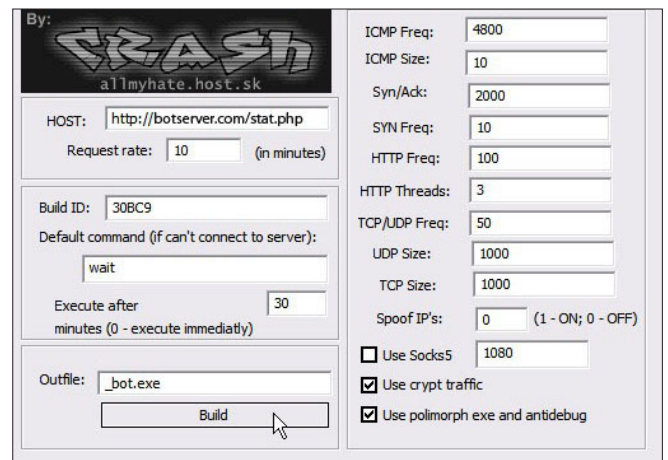 By:
CRASh
allmyhate.host.sk
HOST: http://botserver.com/stat.php
Request rate: 10 (in minutes)
Build ID: 30BC9
Default command (if can't connect to server):
wait
Execute after 30
minutes (0 - execute immediatly)
Outfile: _bot.exe
Build
ICMP Freq: 4800
ICMP Size: 10
Syn/Ack: 2000
SYN Freq: 10
HTTP Freq: 100
HTTP Threads: 3
TCP/UDP Freq: 50
UDP Size: 1000
TCP Size: 1000
Spoof IP's: 0 (1 - ON; 0 - OFF)
Use Socks5 1080
Use crypt traffic
Use polimorph exe and antidebug